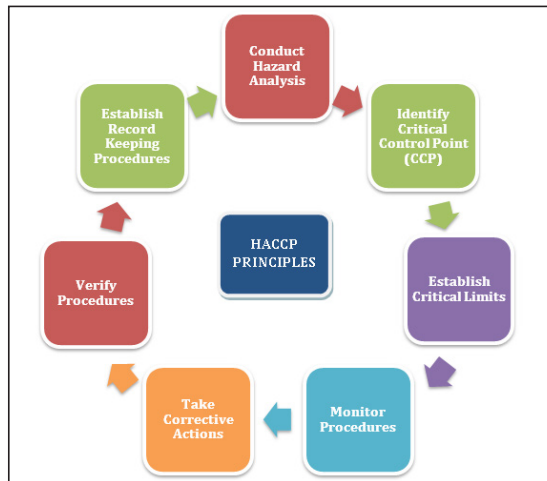 Conduct
Hazard
Analysis
Identify
Critical
Control Point
(CCP)
Establish
Critical Limits
Monitor
Procedures
Take
Corrective
Actions
Verify
Procedures
Establish
Record
Keeping
Procedures
HACCP
PRINCIPLES